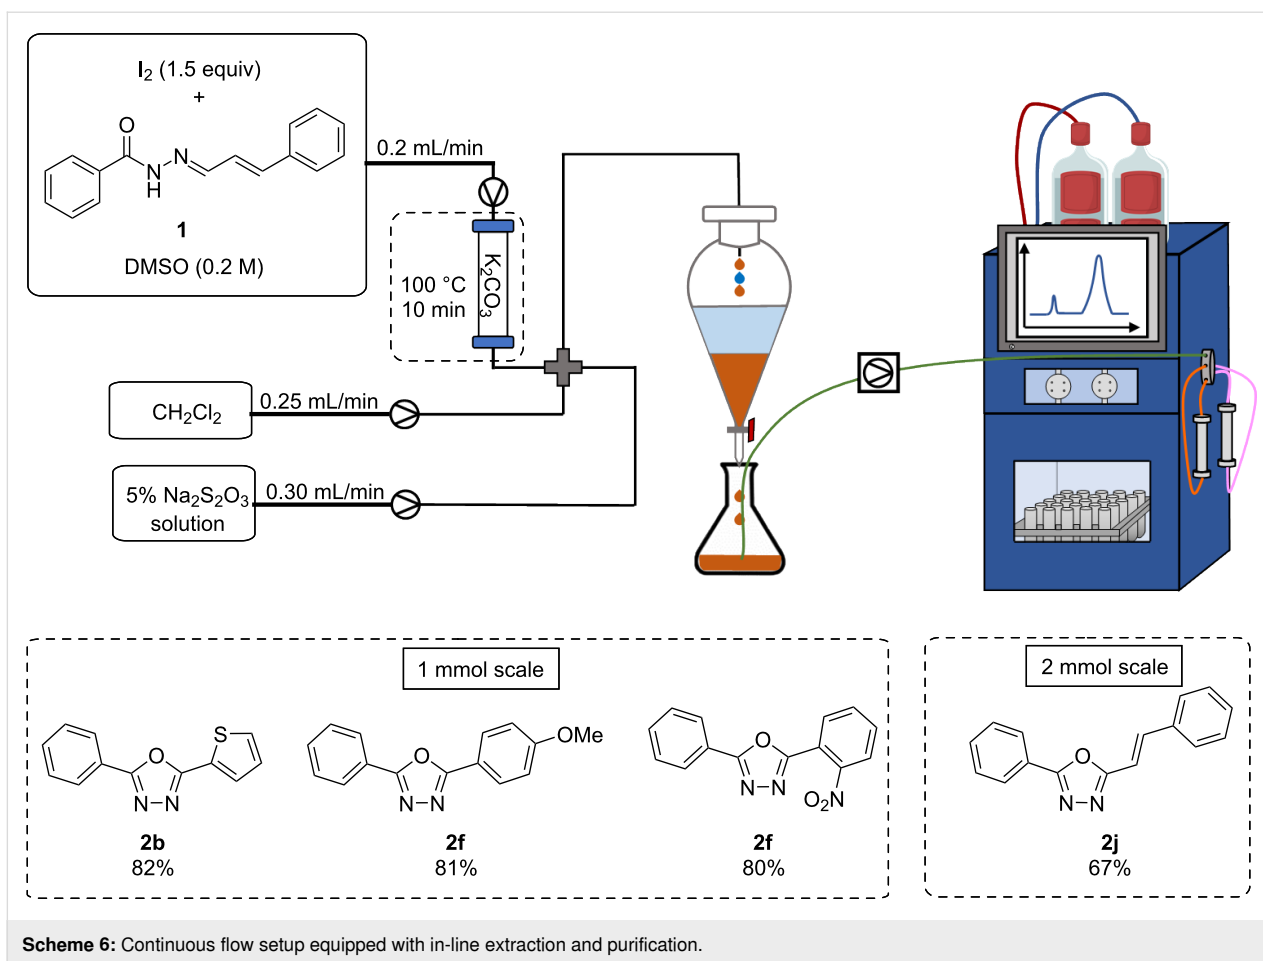 I2 (1.5 equiv)
+
O
N
N
H
1
DMSO (0.2 M)
0.2 mL/min
100 °C
10 min
K2CO3
CH2Cl2
0.25 mL/min
5% Na2S2O3
solution
0.30 mL/min
1 mmol scale
2 mmol scale
O
S
N–N
2b
82%
O
OMe
N–N
2f
81%
O
N–N
O2N
2f
80%
O
N–N
2j
67%
Scheme 6: Continuous flow setup equipped with in-line extraction and purification.